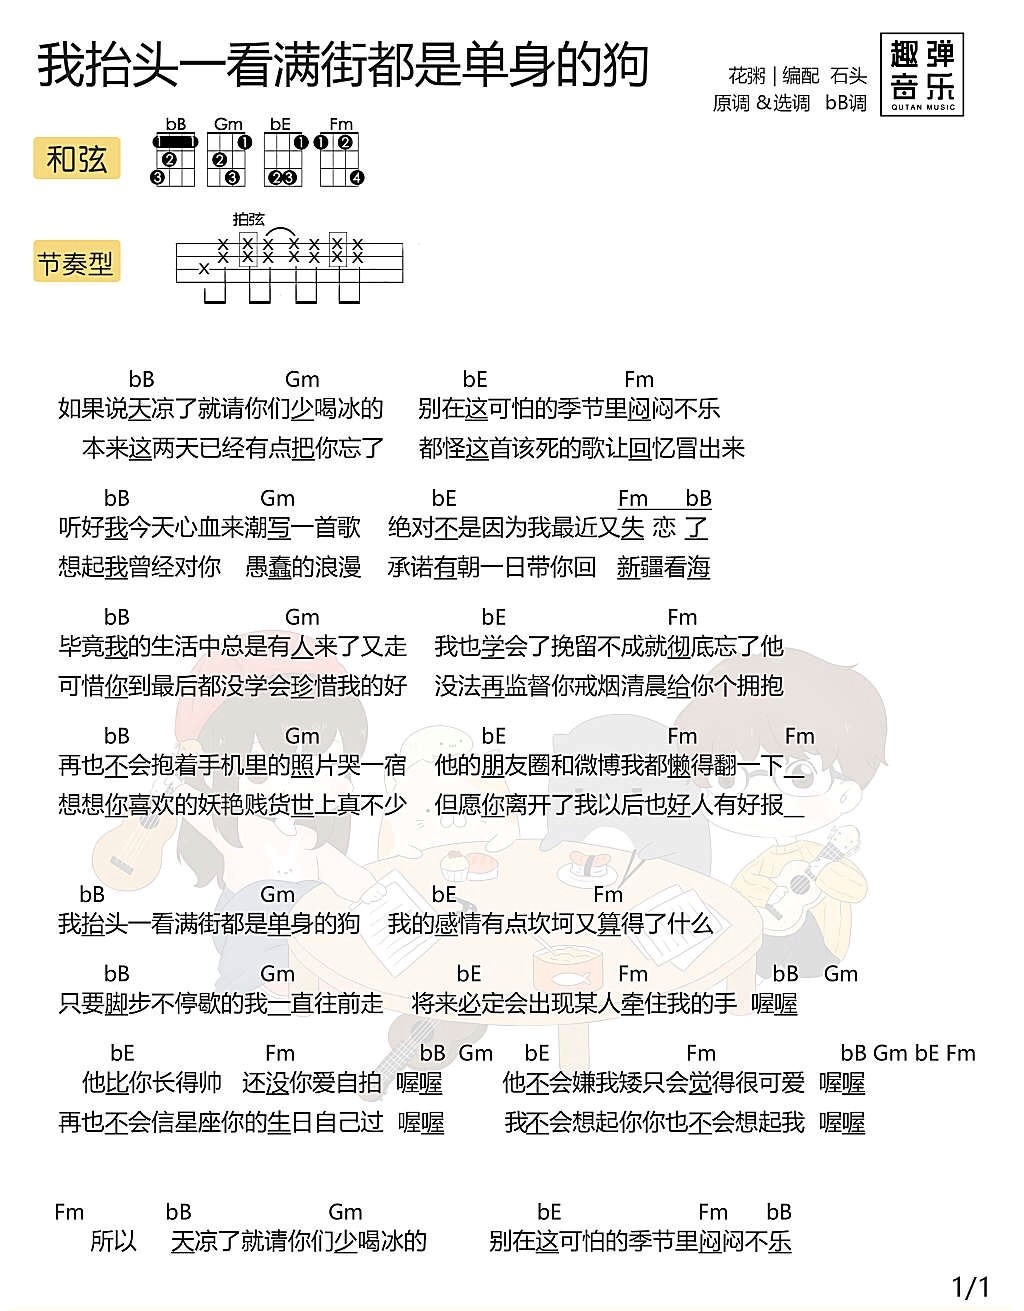 我抬头一看满街都是单身的狗
花粥 | 编配 石头
原调 &选调 bB调
趣弹
音乐
QUTAN MUSIC
和弦
bB Gm bE Fm
1 1 2 3 1 2 3 1 2 3 1 2 4
节奏型
拍弦
bB Gm bE Fm
如果说天凉了就请你们少喝冰的 别在这可怕的季节里闷闷不乐
本来这两天已经有点把你忘了 都怪这首该死的歌让回忆冒出来
bB Gm bE Fm bB
听好我今天心血来潮写一首歌 绝对不是因为我最近又失 恋 了
想起我曾经对你 愚蠢的浪漫 承诺有朝一日带你回 新疆看海
bB Gm bE Fm
毕竟我的生活中总是有人来了又走 我也学会了挽留不成就彻底忘了他
可惜你到最后都没学会珍惜我的好 没法再监督你戒烟清晨给你个拥抱
bB Gm bE Fm Fm
再也不会抱着手机里的照片哭一宿 他的朋友圈和微博我都懒得翻一下_
想想你喜欢的妖艳贱货世上真不少 但愿你离开了我以后也好人有好报_
bB Gm bE Fm
我抬头一看满街都是单身的狗 我的感情有点坎坷又算得了什么
bB Gm bE Fm bB Gm
只要脚步不停歇的我一直往前走 将来必定会出现某人牵住我的手 喔喔
bE Fm bB Gm bE Fm bB Gm bE Fm
他比你长得帅 还没你爱自拍 喔喔 他不会嫌我矮只会觉得很可爱 喔喔
再也不会信星座你的生日自己过 喔喔 我不会想起你你也不会想起我 喔喔
Fm bB Gm bE Fm bB
所以 天凉了就请你们少喝冰的 别在这可怕的季节里闷闷不乐
1/1